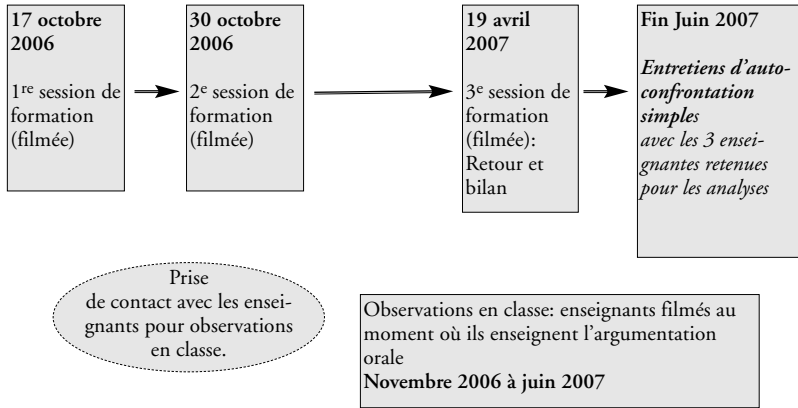 17 octobre
2006
1re session de
formation
(filmée)
30 octobre
2006
2e session de
formation
(filmée)
19 avril
2007
3e session de
formation
(filmée):
Retour et
bilan
Fin Juin 2007
Entretiens d'auto-
confrontation
simples
avec les 3 ensei-
gnantes retenues
pour les analyses
Prise
de contact avec les ensei-
gnants pour observations
en classe.
Observations en classe: enseignants filmés au
moment où ils enseignent l'argumentation
orale
Novembre 2006 à juin 2007